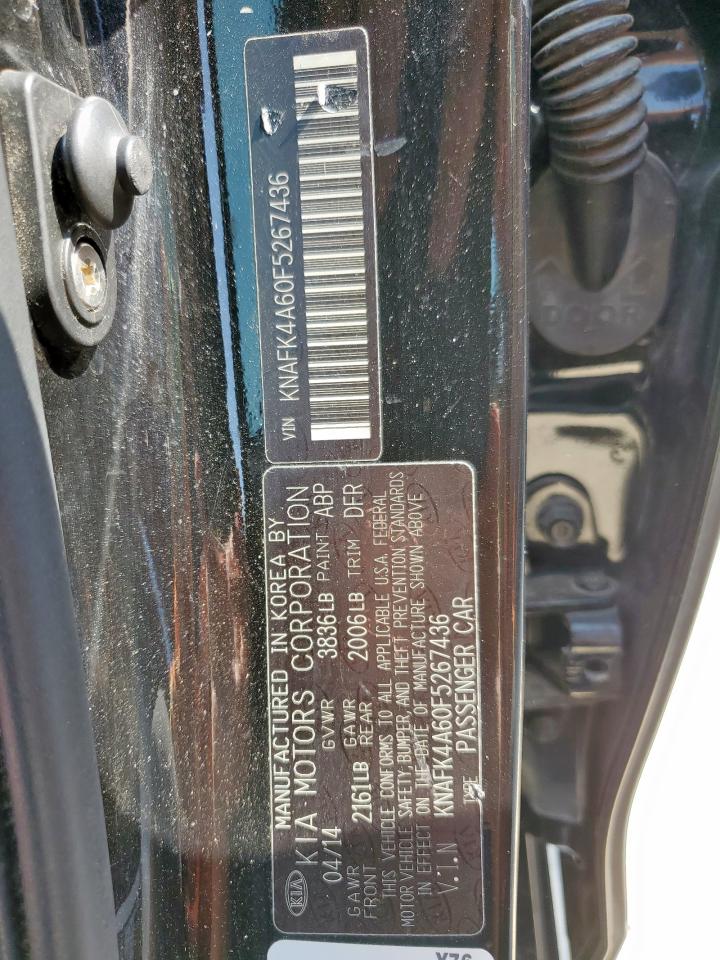 VIN KNAFK4A60F5267436
MANUFACTURED IN KOREA BY
KIA KIA MOTORS CORPORATION
04/14 GVWR 3836LB PAINT ABP
GAWR FRONT 2161LB GAWR REAR 2006LB TRIM DFR
THIS VEHICLE CONFORMS TO ALL APPLICABLE U.S.A. FEDERAL
MOTOR VEHICLE SAFETY, BUMPER, AND THEFT PREVENTION STANDARDS
IN EFFECT ON THE DATE OF MANUFACTURE SHOWN ABOVE
V.I.N KNAFK4A60F5267436
TYPE PASSENGER CAR
DOOR